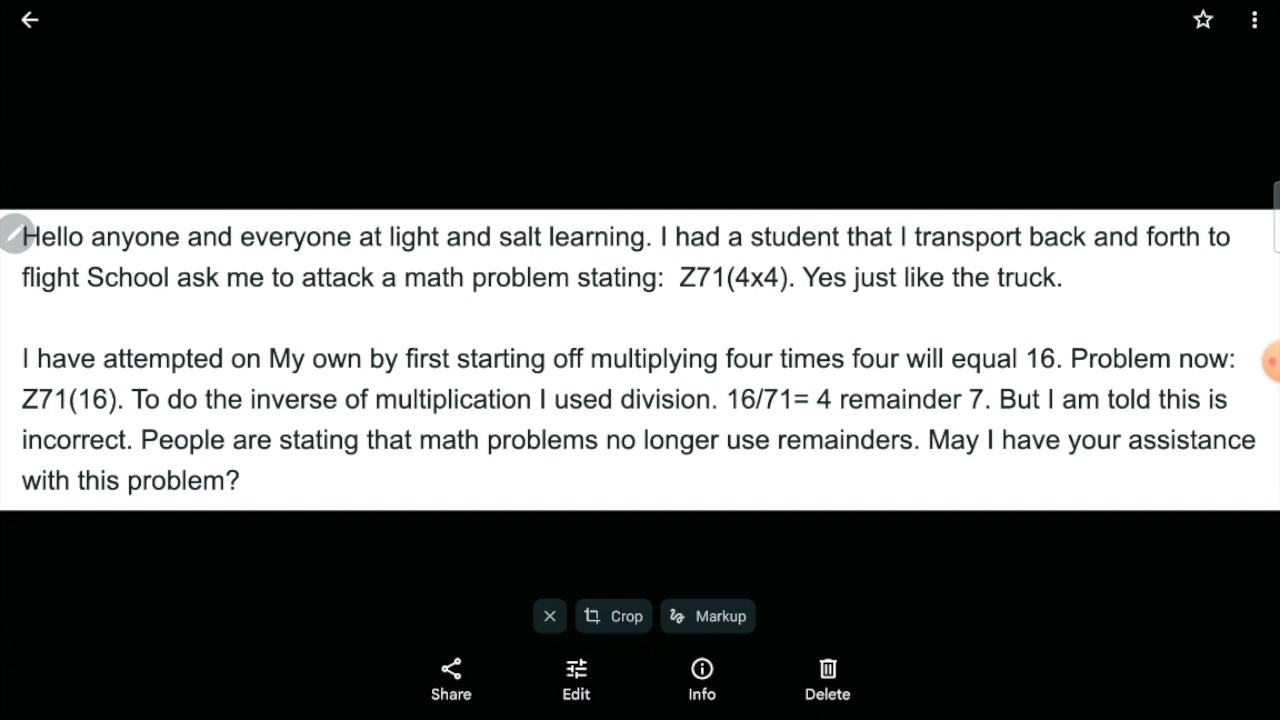 Hello anyone and everyone at light and salt learning. I had a student that I transport back and forth to
flight School ask me to attack a math problem stating:  Z71(4x4). Yes just like the truck.
I have attempted on My own by first starting off multiplying four times four will equal 16. Problem now:
Z71(16). To do the inverse of multiplication I used division. 16/71= 4 remainder 7. But I am told this is
incorrect. People are stating that math problems no longer use remainders. May I have your assistance
with this problem?
Crop Markup
Share Edit Info Delete